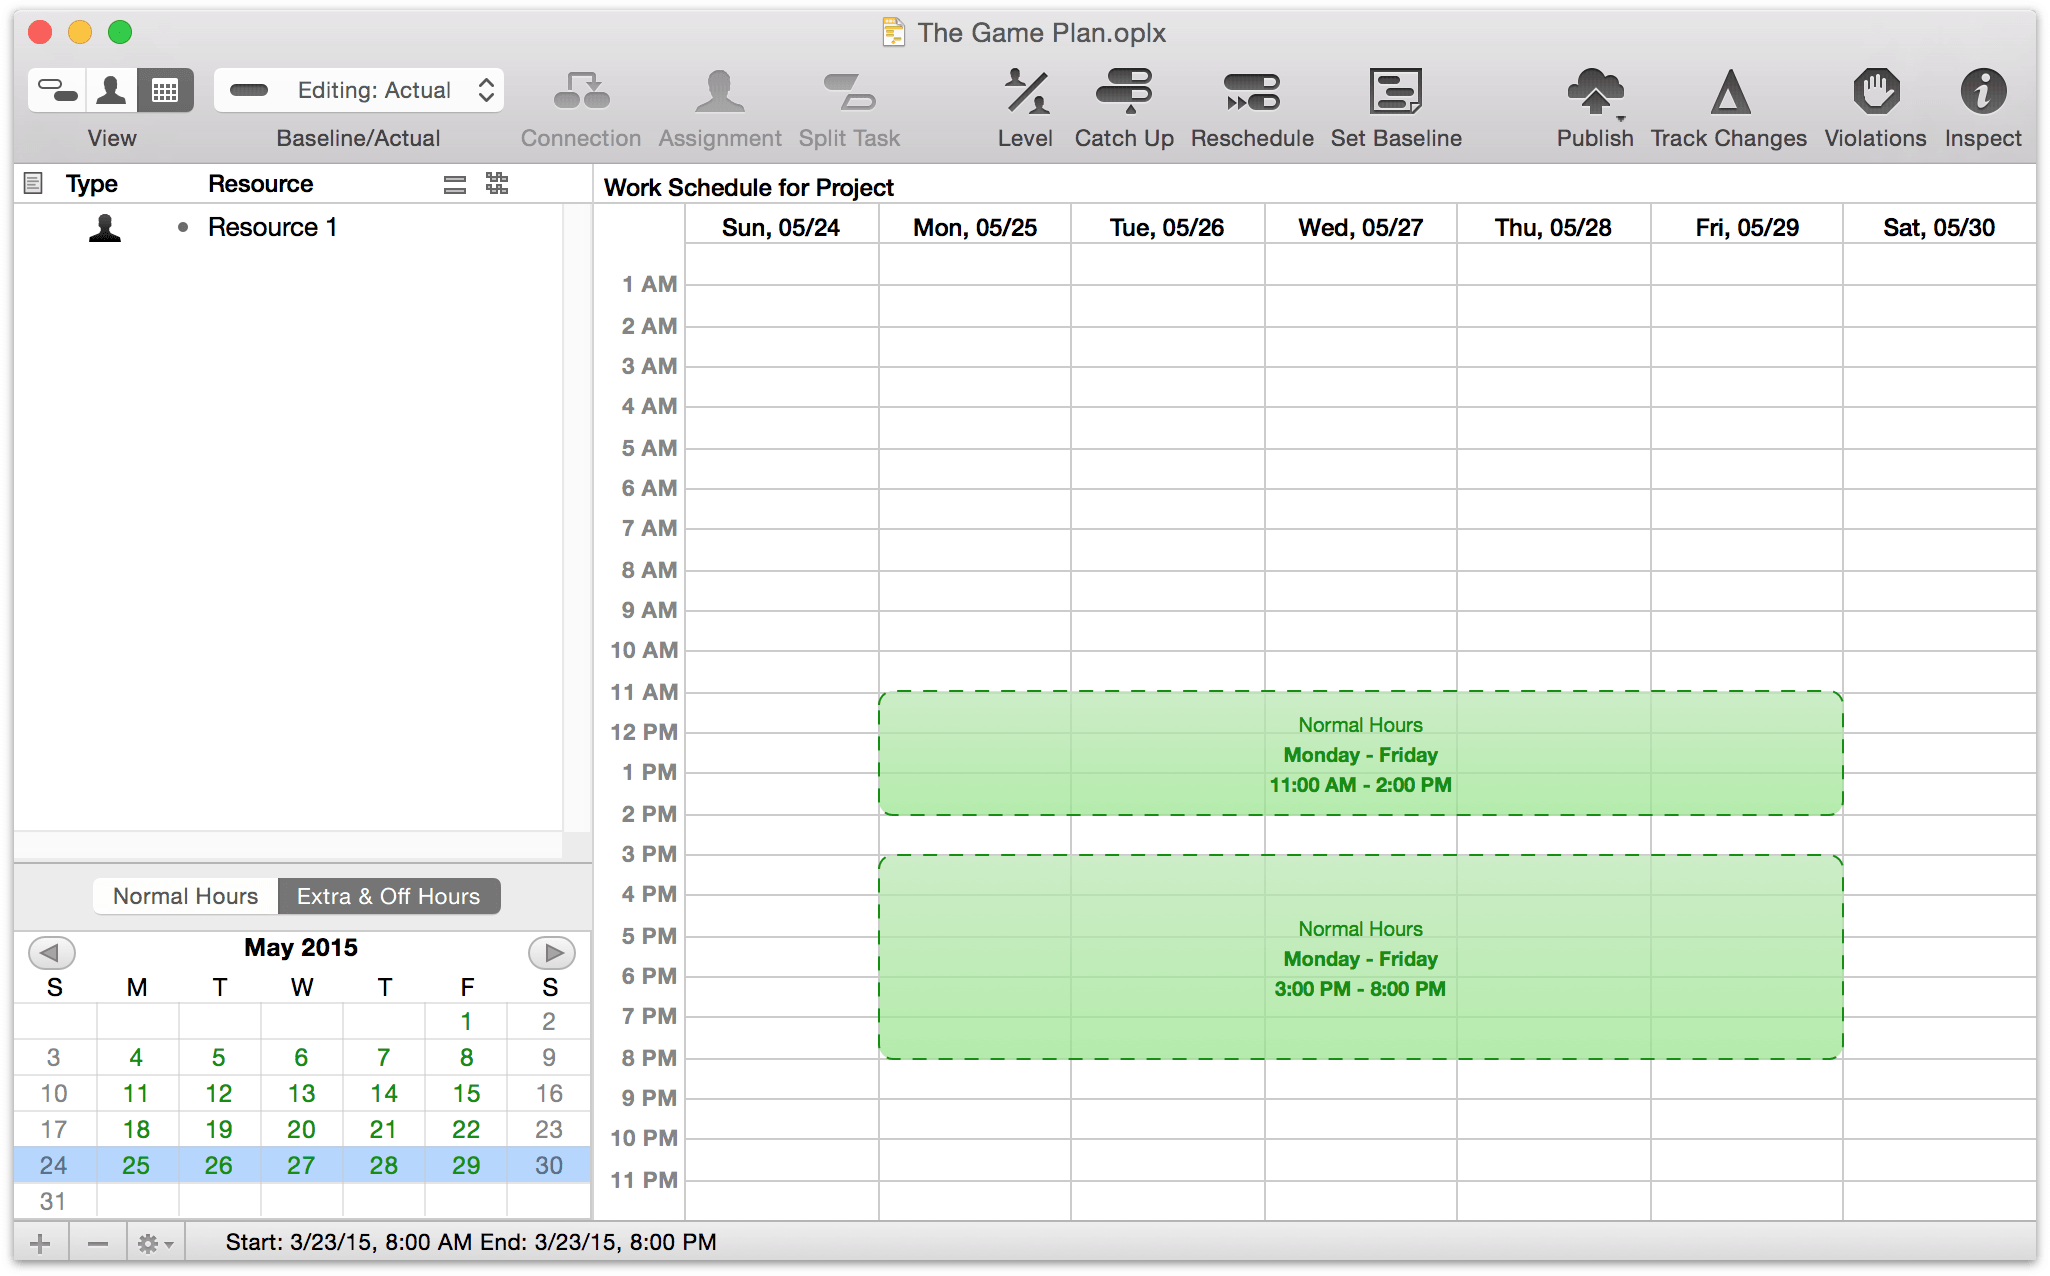 The Game Plan.oplx
Editing: Actual
View
Baseline/Actual
Connection
Assignment
Split Task
Level
Catch Up
Reschedule
Set Baseline
Publish
Track Changes
Violations
Inspect
Type Resource
Resource 1
Work Schedule for Project
Sun, 05/24 Mon, 05/25 Tue, 05/26 Wed, 05/27 Thu, 05/28 Fri, 05/29 Sat, 05/30
1 AM
2 AM
3 AM
4 AM
5 AM
6 AM
7 AM
8 AM
9 AM
10 AM
11 AM
12 PM
1 PM
2 PM
3 PM
4 PM
5 PM
6 PM
7 PM
8 PM
9 PM
10 PM
11 PM
Normal Hours
Monday - Friday
11:00 AM - 2:00 PM
Normal Hours
Monday - Friday
3:00 PM - 8:00 PM
Normal Hours Extra & Off Hours
May 2015
S M T W T F S
1 2
3 4 5 6 7 8 9
10 11 12 13 14 15 16
17 18 19 20 21 22 23
24 25 26 27 28 29 30
31
Start: 3/23/15, 8:00 AM End: 3/23/15, 8:00 PM